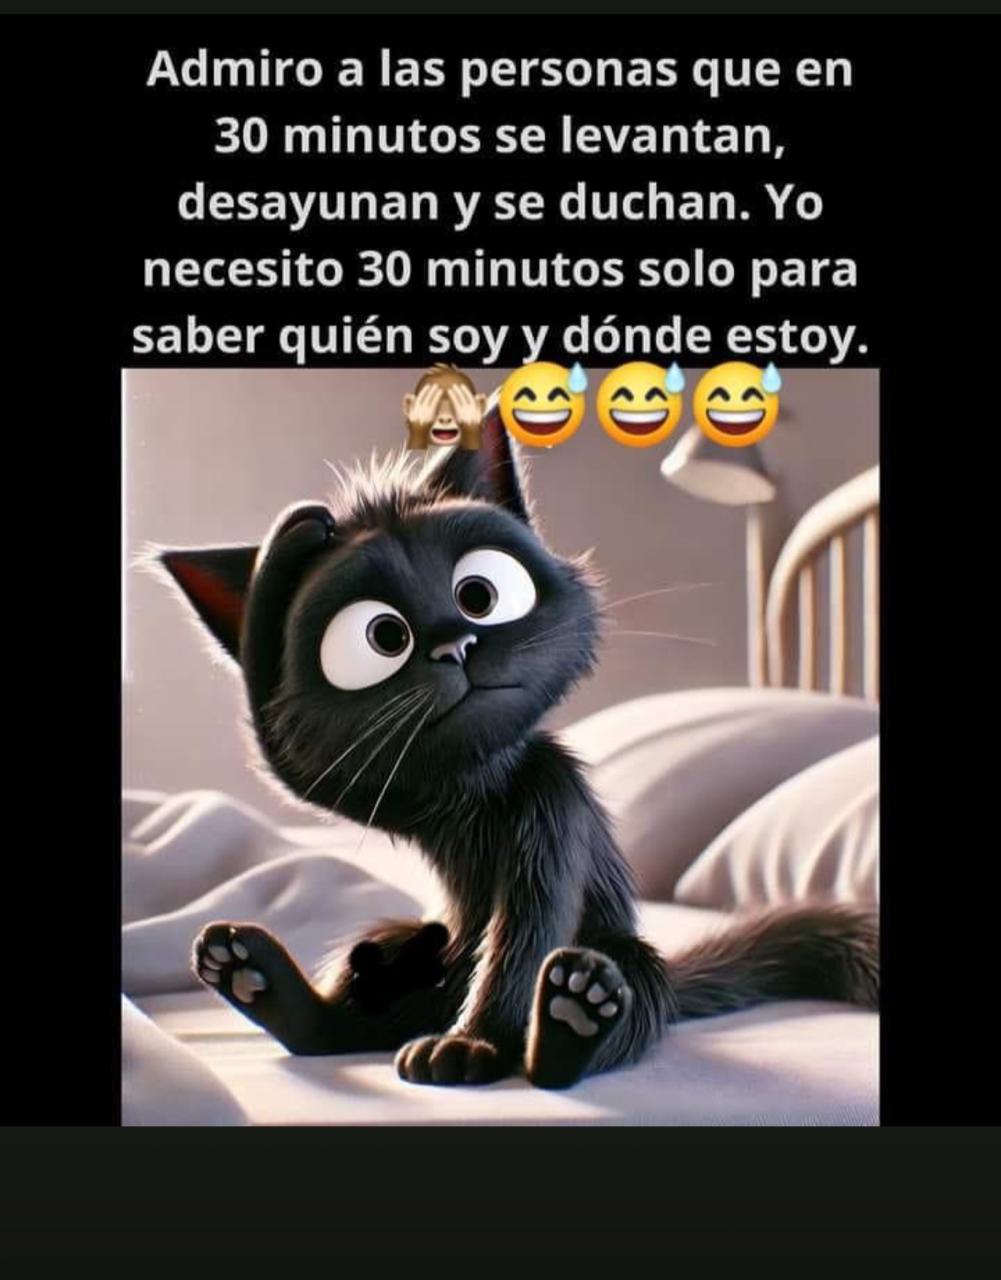 Admiro a las personas que en
30 minutos se levantan,
desayunan y se duchan. Yo
necesito 30 minutos solo para
saber quién soy y dónde estoy.
🙈😅😅😅